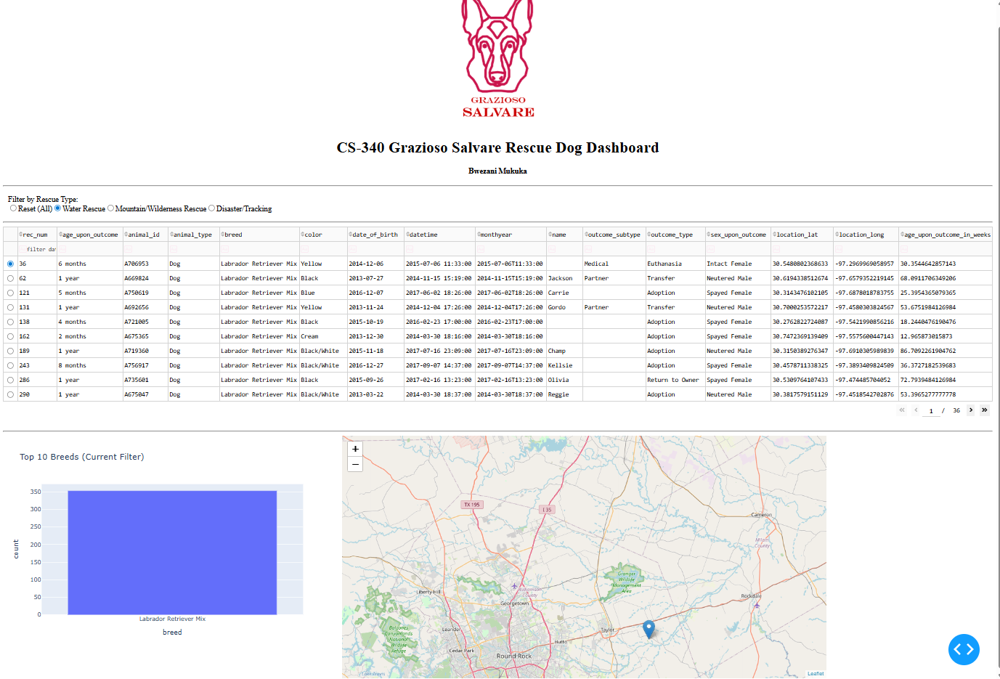 GRAZIOSO
SALVARE
CS-340 Grazioso Salvare Rescue Dog Dashboard
Bwezani Mukuka
Filter by Rescue Type:
Reset (All) Water Rescue Mountain/Wilderness Rescue Disaster/Tracking
rec_num age_upon_outcome animal_id animal_type breed color date_of_birth datetime monthyear name outcome_subtype outcome_type sex_upon_outcome location_lat location_long age_upon_outcome_in_weeks
filter dat
36 6 months A706953 Dog Labrador Retriever Mix Yellow 2014-12-06 2015-07-06 11:33:00 2015-07-06T11:33:00 Medical Euthanasia Intact Female 30.5480802368633 -97.2969969058957 30.3544642857143
62 1 year A669824 Dog Labrador Retriever Mix Black 2013-07-27 2014-11-15 15:19:00 2014-11-15T15:19:00 Jackson Partner Transfer Neutered Male 30.6194338512674 -97.6579352219145 68.0911706349206
121 5 months A750619 Dog Labrador Retriever Mix Blue 2016-12-07 2017-06-02 18:26:00 2017-06-02T18:26:00 Carrie Adoption Spayed Female 30.3143476102105 -97.6878018783755 25.3954365079365
131 1 year A692656 Dog Labrador Retriever Mix Yellow 2013-11-24 2014-12-04 17:26:00 2014-12-04T17:26:00 Gordo Partner Transfer Neutered Male 30.7000253572217 -97.4580303824567 53.6751984126984
138 4 months A721005 Dog Labrador Retriever Mix Black 2015-10-19 2016-02-23 17:00:00 2016-02-23T17:00:00 Adoption Spayed Female 30.2762822724087 -97.5421990856216 18.2440476190476
162 2 months A675365 Dog Labrador Retriever Mix Cream 2013-12-30 2014-03-30 18:16:00 2014-03-30T18:16:00 Adoption Spayed Female 30.7472369139409 -97.5575600447143 12.965873015873
189 1 year A719360 Dog Labrador Retriever Mix Black/White 2015-11-18 2017-07-16 23:09:00 2017-07-16T23:09:00 Champ Adoption Neutered Male 30.3150389276347 -97.6910305989839 86.7092261904762
243 8 months A756917 Dog Labrador Retriever Mix Black/White 2016-12-27 2017-09-07 14:37:00 2017-09-07T14:37:00 Kellsie Adoption Spayed Female 30.4578711338325 -97.3893409824509 36.3727182539683
286 1 year A735601 Dog Labrador Retriever Mix Black 2015-09-26 2017-02-16 13:23:00 2017-02-16T13:23:00 Olivia Return to Owner Spayed Female 30.5309764107433 -97.474485704052 72.7939484126984
290 1 year A675047 Dog Labrador Retriever Mix Black/White 2013-03-22 2014-03-30 18:37:00 2014-03-30T18:37:00 Reggie Adoption Neutered Male 30.3817579151129 -97.4518542702876 53.3965277777778
« ‹ 1 / 36 › »
Top 10 Breeds (Current Filter)
350
300
250
200
150
100
50
0
count
Labrador Retriever Mix
breed
+
−
TX 195
I 35
Cameron
Milam
County
Granger
Wildlife
Management
Area
Liberty Hill
Williamson
County
Georgetown
Rockdale
Leander
Taylor
Balcones
Canyonlands
National
Wildlife
Refuge
Hutto
Cedar Park
Round Rock
Lake Travis
Leaflet